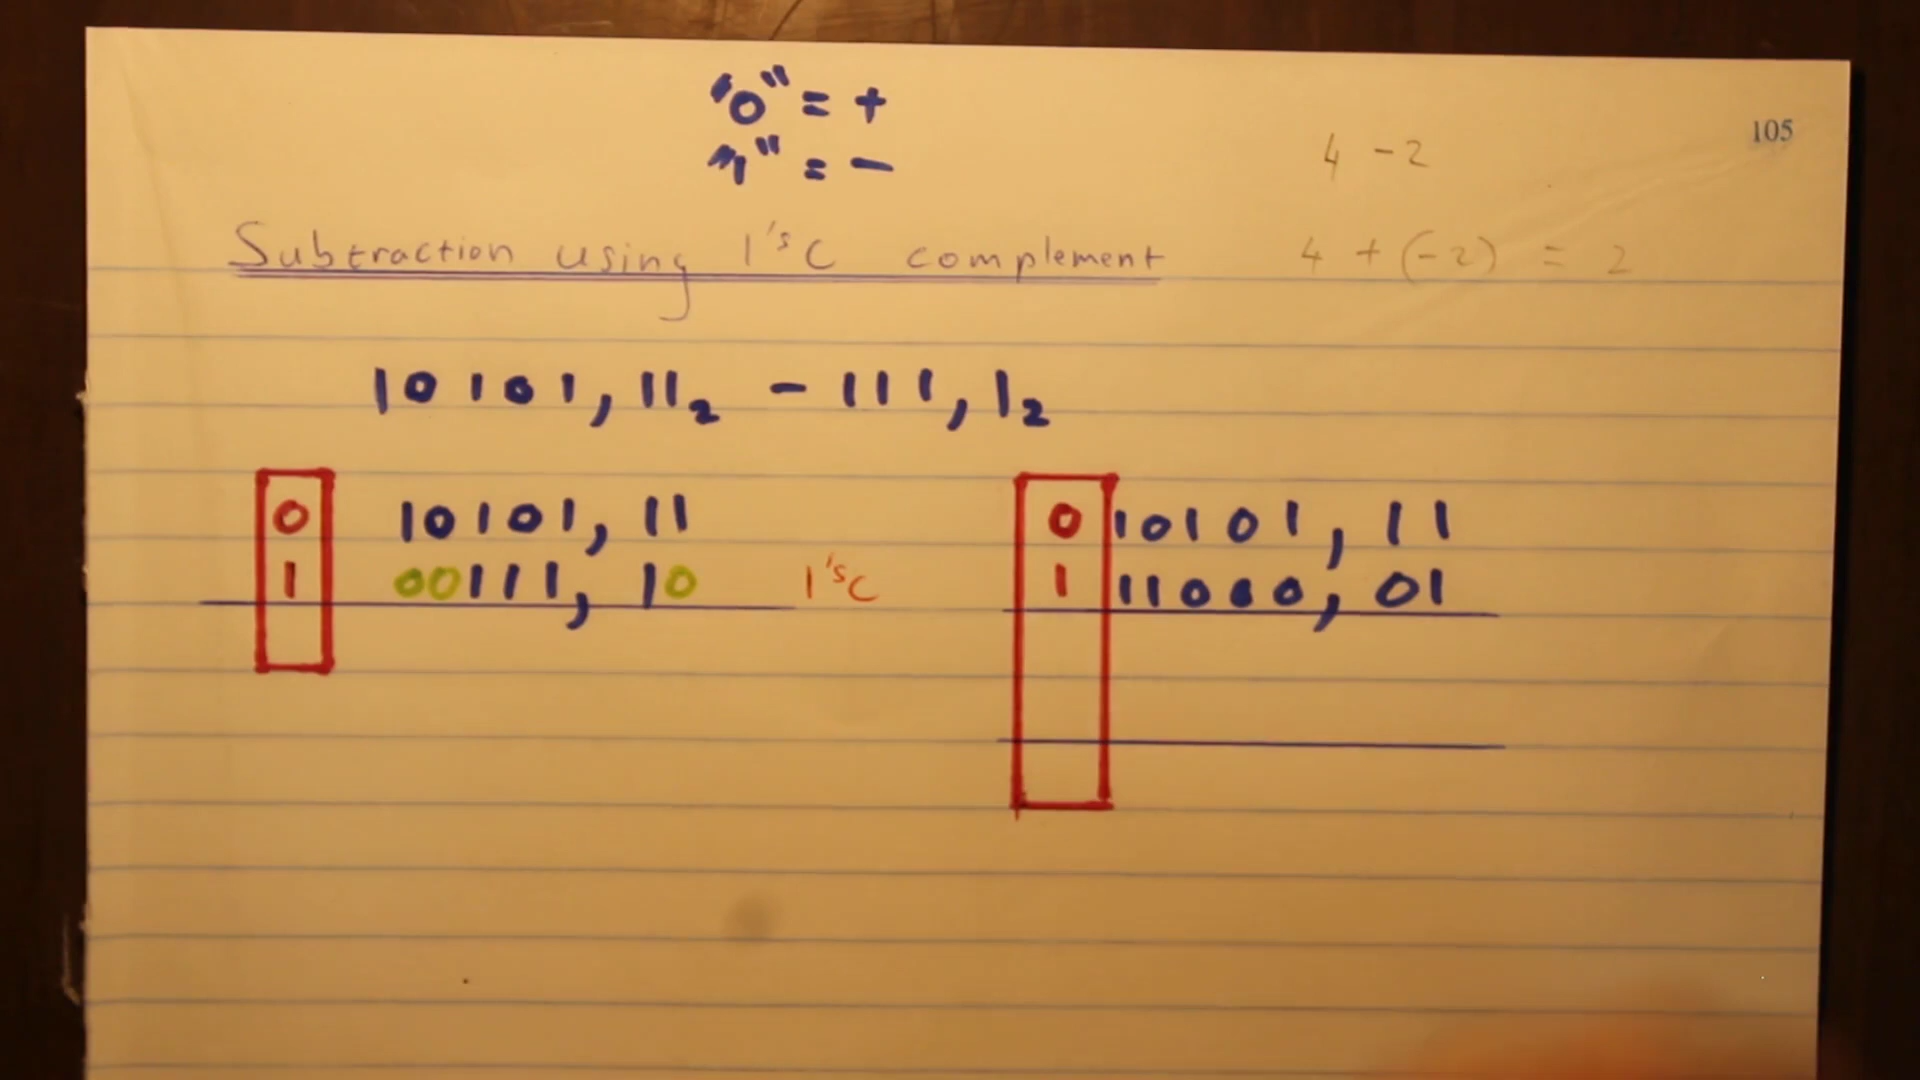 "0" = +
"1" = -
4 - 2
105
Subtraction using 1'sC complement
4 + (-2) = 2
10101,11₂ - 111,1₂
0 10101,11
1 00111,10 1'sC
0 10101,11
1 11000,01